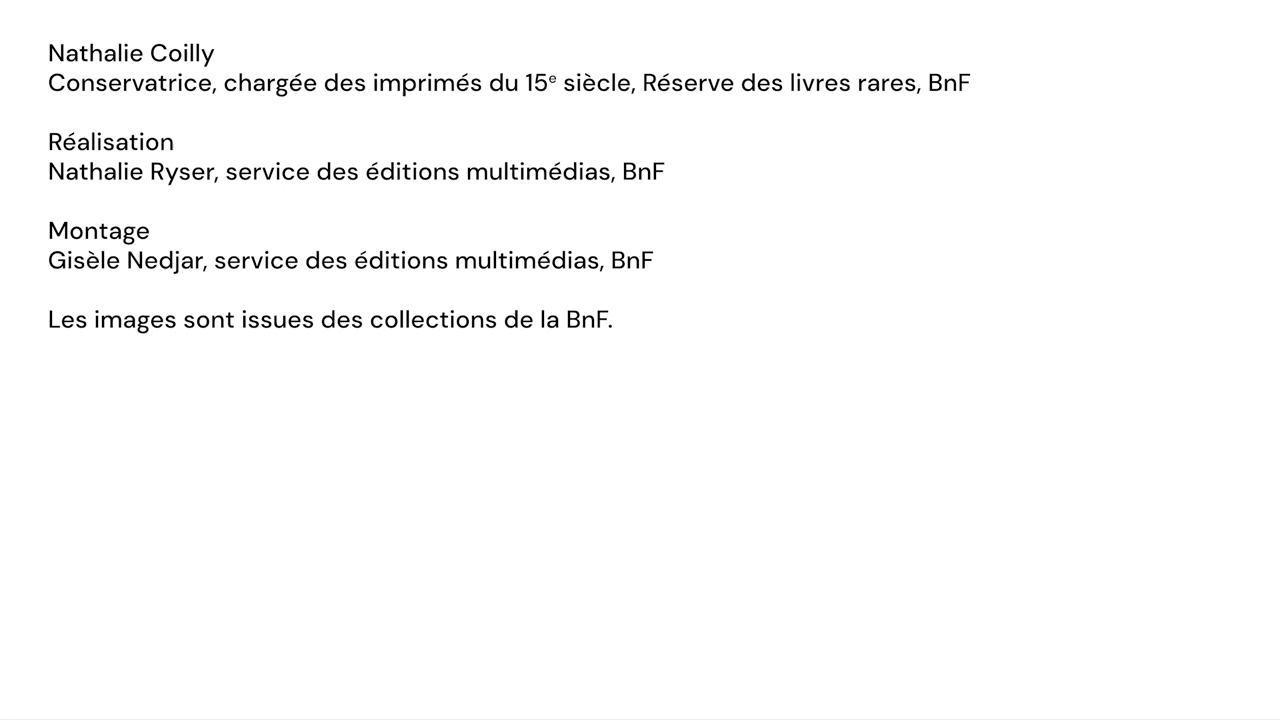 Nathalie Coilly
Conservatrice, chargée des imprimés du 15ᵉ siècle, Réserve des livres rares, BnF
Réalisation
Nathalie Ryser, service des éditions multimédias, BnF
Montage
Gisèle Nedjar, service des éditions multimédias, BnF
Les images sont issues des collections de la BnF.